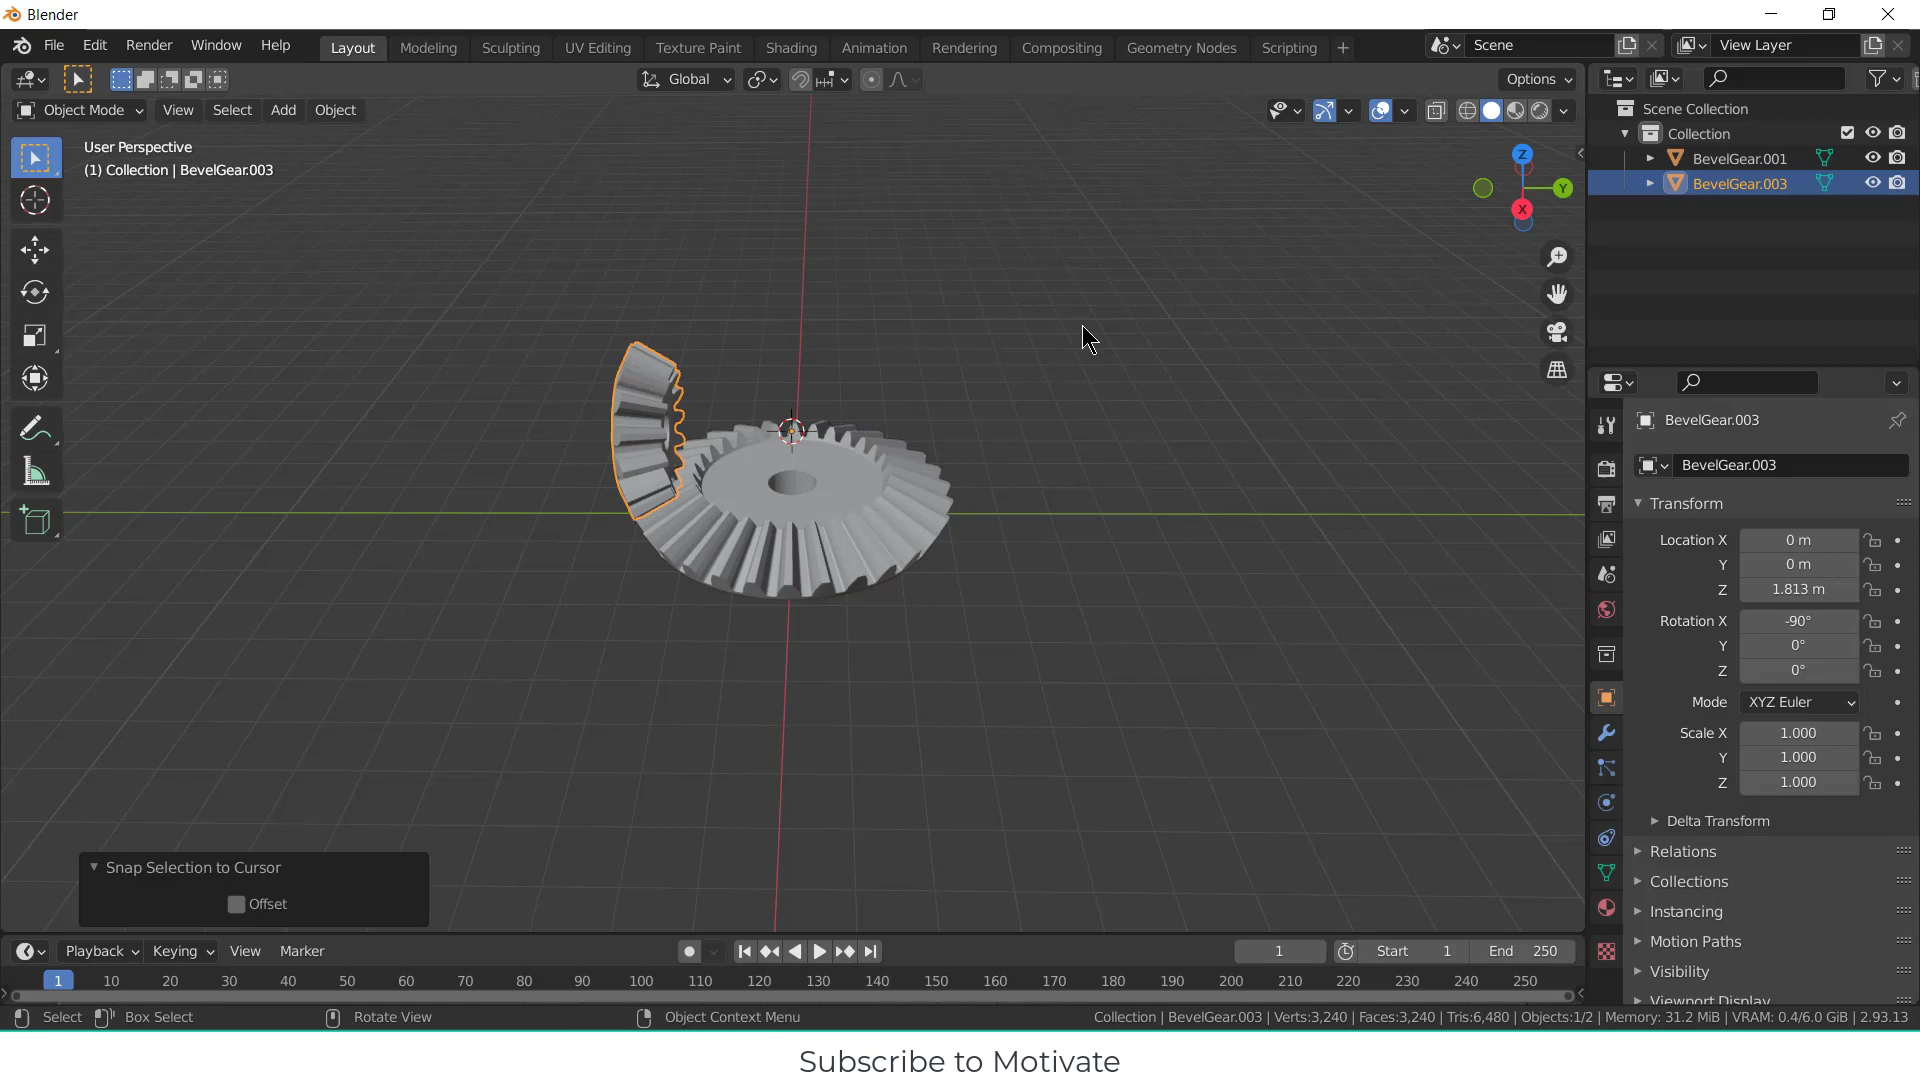 Blender
File Edit Render Window Help Layout Modeling Sculpting UV Editing Texture Paint Shading Animation Rendering Compositing Geometry Nodes Scripting + Scene View Layer
Global Options
Object Mode View Select Add Object
User Perspective
(1) Collection | BevelGear.003
Z
Y
X
Scene Collection
Collection
BevelGear.001
BevelGear.003
BevelGear.003
BevelGear.003
Transform
Location X 0 m
Y 0 m
Z 1.813 m
Rotation X -90°
Y 0°
Z 0°
Mode XYZ Euler
Scale X 1.000
Y 1.000
Z 1.000
Delta Transform
Relations
Collections
Instancing
Motion Paths
Visibility
Viewport Display
Snap Selection to Cursor
Offset
Playback Keying View Marker 1 Start 1 End 250
1 10 20 30 40 50 60 70 80 90 100 110 120 130 140 150 160 170 180 190 200 210 220 230 240 250
Select Box Select Rotate View Object Context Menu Collection | BevelGear.003 | Verts:3,240 | Faces:3,240 | Tris:6,480 | Objects:1/2 | Memory: 31.2 MiB | VRAM: 0.4/6.0 GiB | 2.93.13
Subscribe to Motivate